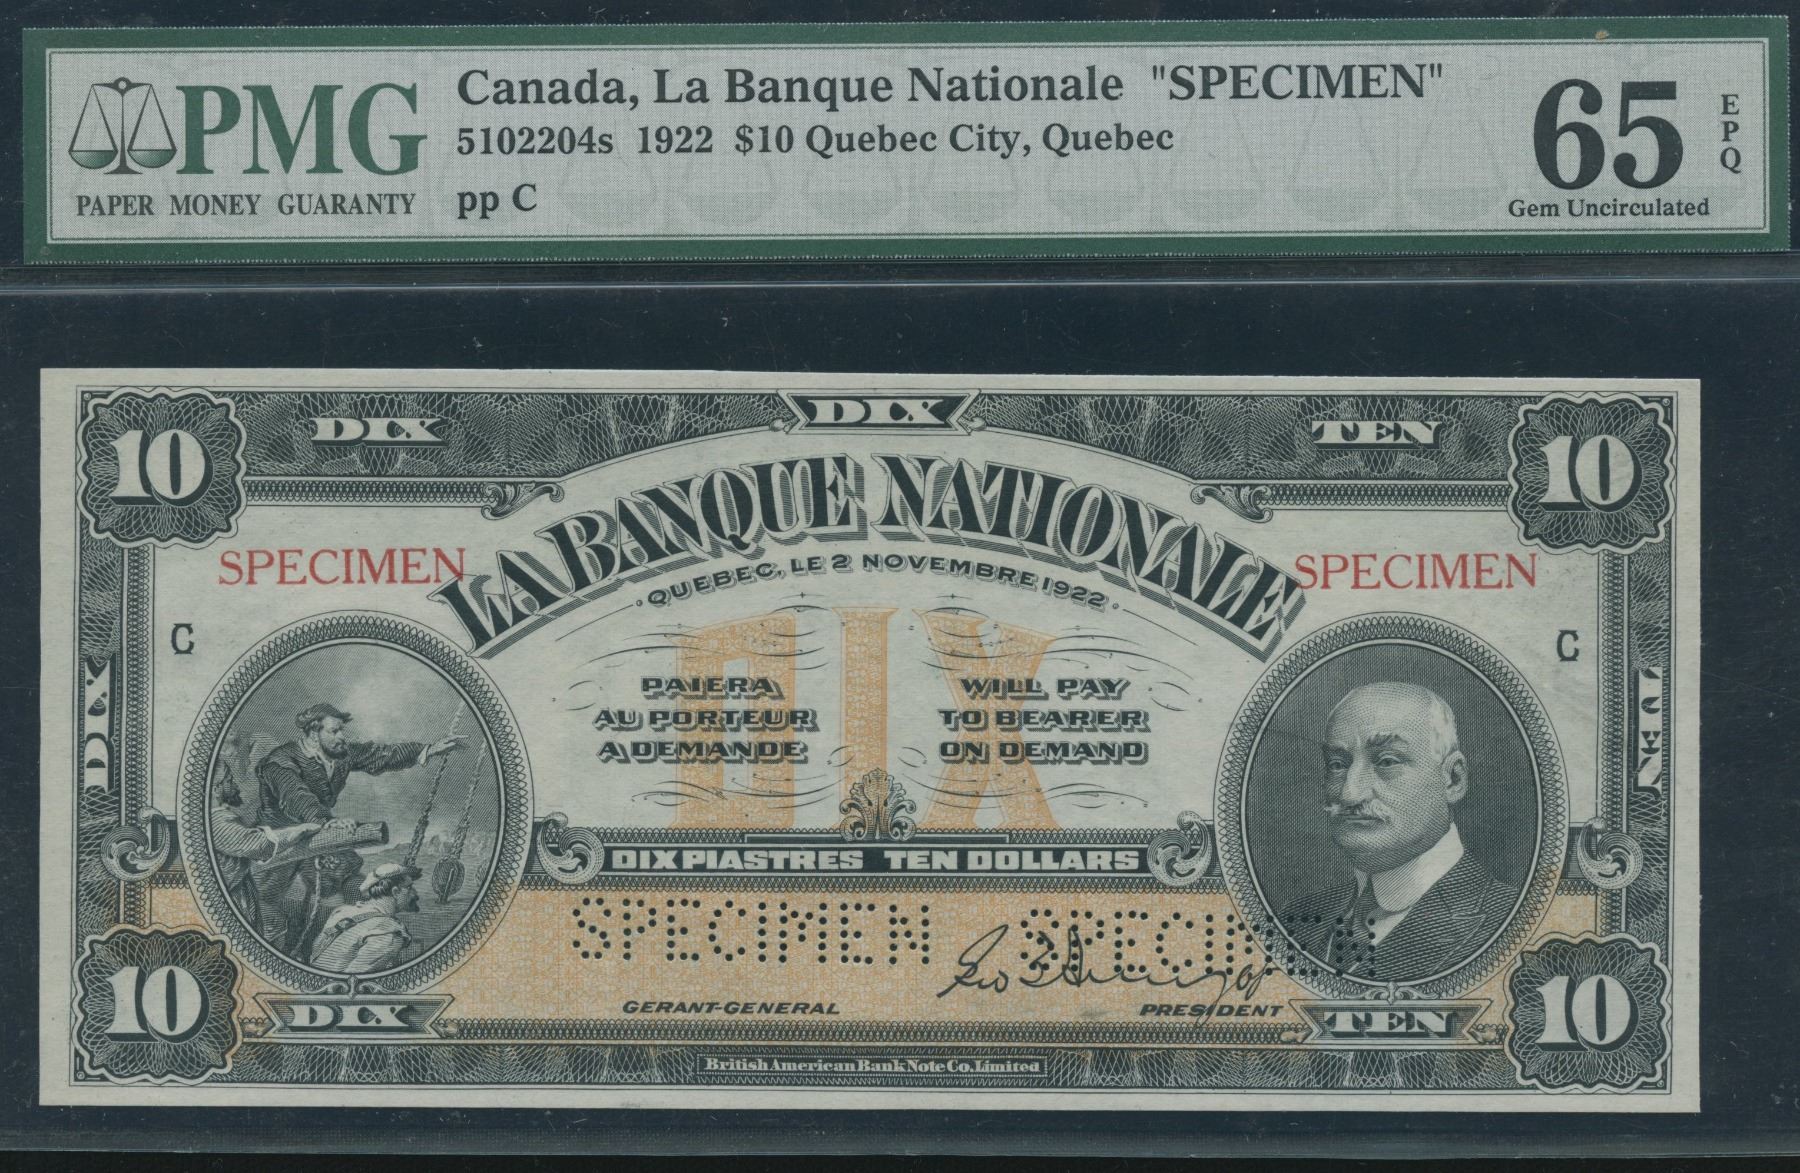 PMG
PAPER MONEY GUARANTY
Canada, La Banque Nationale "SPECIMEN"
5102204s 1922 $10 Quebec City, Quebec
pp C
65
EPQ
Gem Uncirculated
10 DIX DIX TEN 10
LA BANQUE NATIONALE
SPECIMEN SPECIMEN
QUEBEC, LE 2 NOVEMBRE 1922
C C
DIX
DIX TEN
PAIERA WILL PAY
AU PORTEUR TO BEARER
A DEMANDE ON DEMAND
DIX PIASTRES TEN DOLLARS
SPECIMEN SPECIMEN
GERANT-GENERAL PRESIDENT
10 DIX TEN 10
British American Bank Note Co. Limited